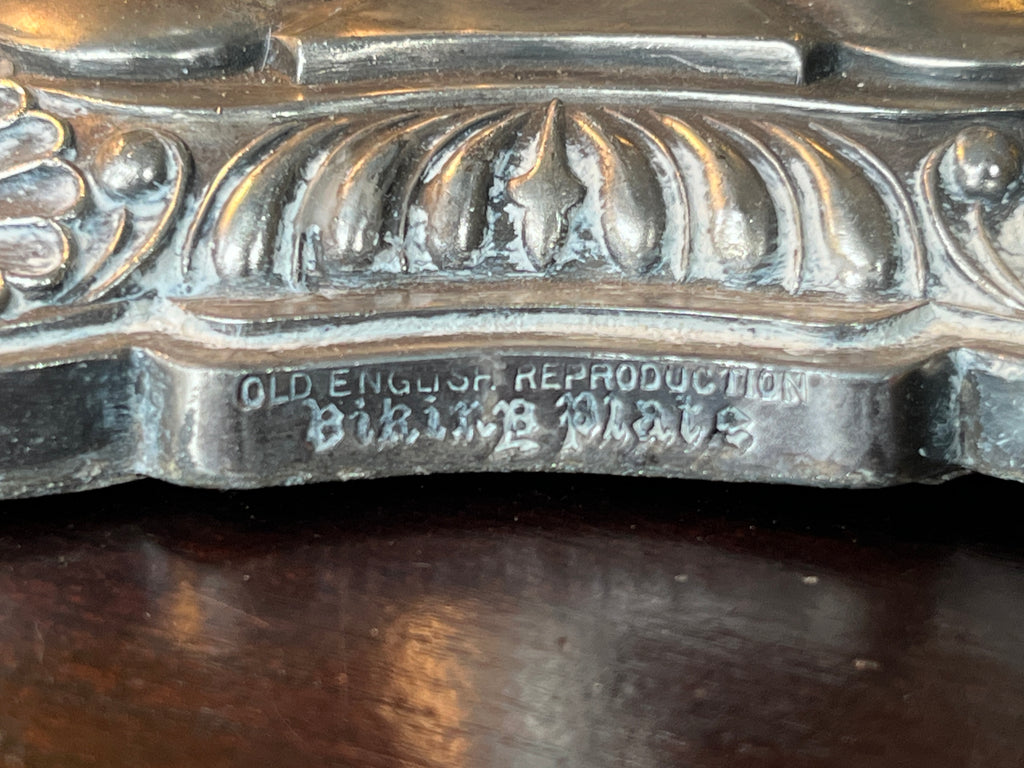 OLD ENGLISH REPRODUCTION
Viking Plate